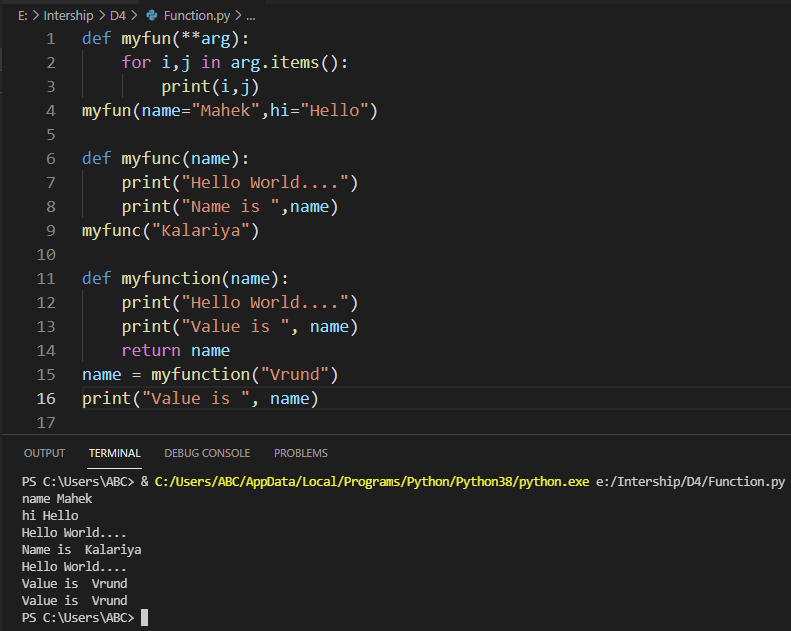 E: > Intership > D4 > Function.py > ...
1 def myfun(**arg):
2     for i,j in arg.items():
3         print(i,j)
4 myfun(name="Mahek",hi="Hello")
5
6 def myfunc(name):
7     print("Hello World....")
8     print("Name is ",name)
9 myfunc("Kalariya")
10
11 def myfunction(name):
12     print("Hello World....")
13     print("Value is ", name)
14     return name
15 name = myfunction("Vrund")
16 print("Value is ", name)
17
OUTPUT TERMINAL DEBUG CONSOLE PROBLEMS
PS C:\Users\ABC> & C:/Users/ABC/AppData/Local/Programs/Python/Python38/python.exe e:/Intership/D4/Function.py
name Mahek
hi Hello
Hello World....
Name is  Kalariya
Hello World....
Value is  Vrund
Value is  Vrund
PS C:\Users\ABC>